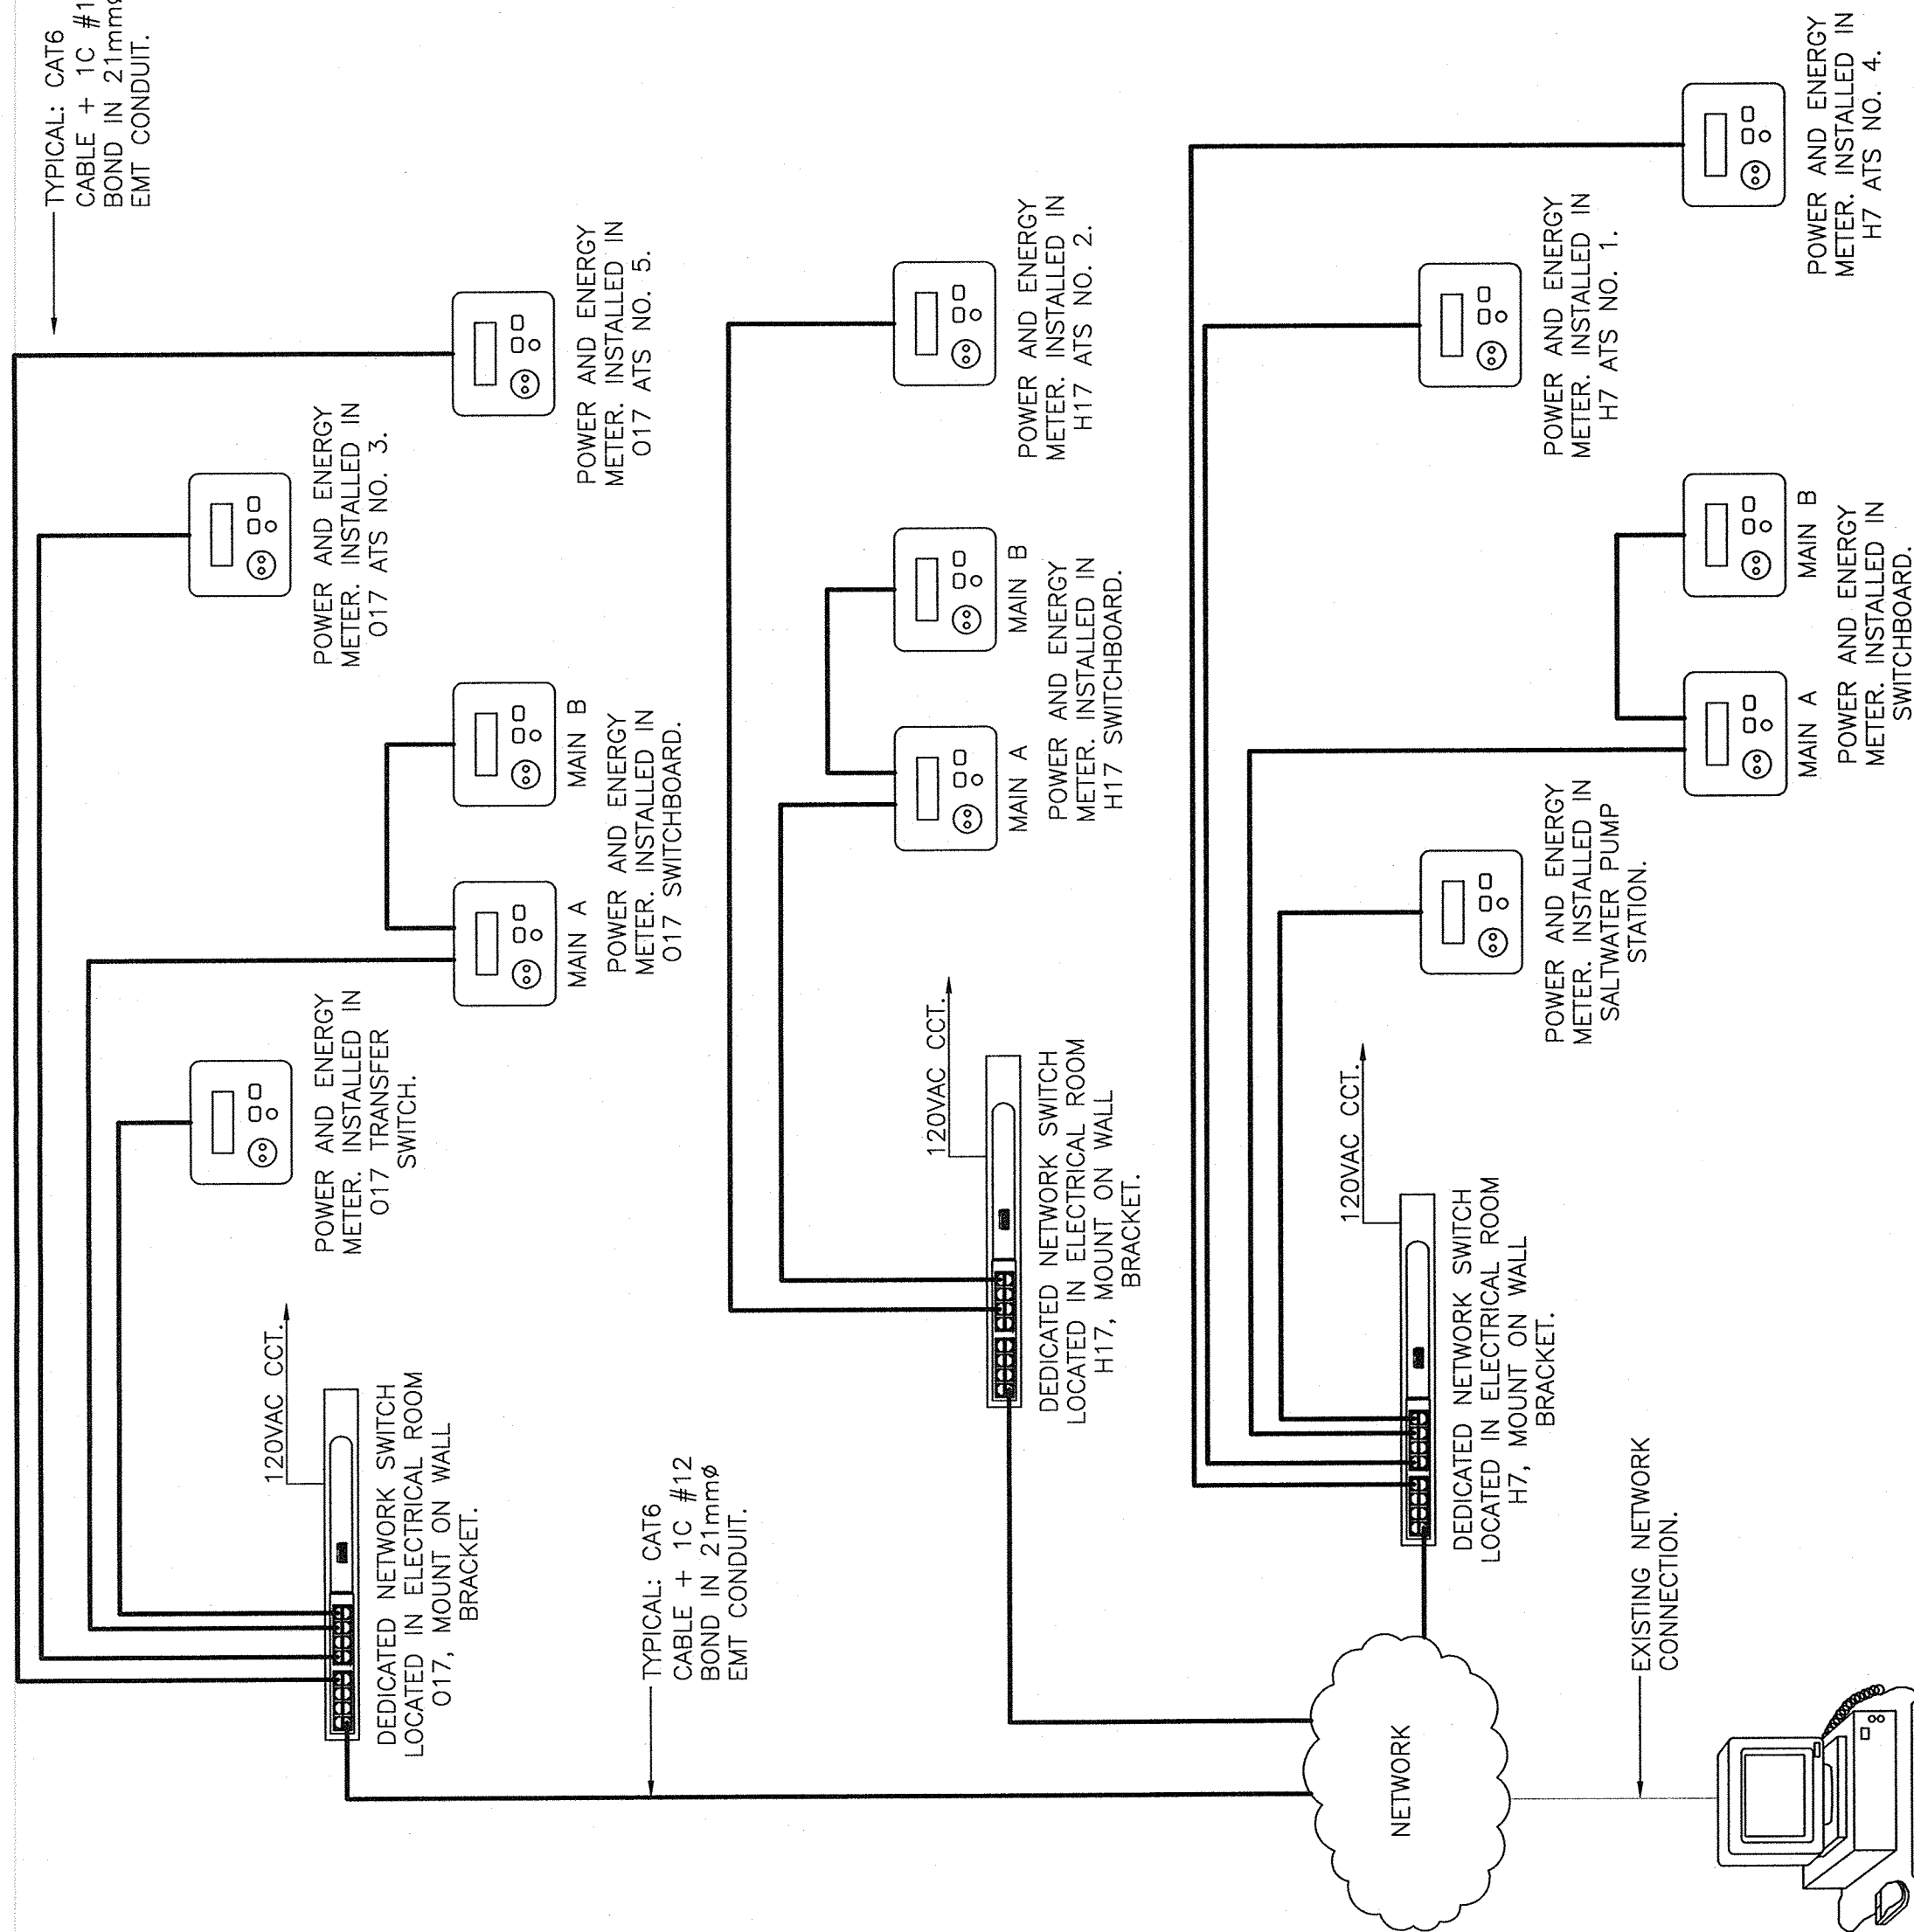 TYPICAL: CAT6
CABLE + 1C #1
BOND IN 21mmø
EMT CONDUIT.
POWER AND ENERGY
METER. INSTALLED IN
O17 ATS NO. 5.
POWER AND ENERGY
METER. INSTALLED IN
O17 ATS NO. 3.
MAIN A
MAIN B
POWER AND ENERGY
METER. INSTALLED IN
O17 SWITCHBOARD.
POWER AND ENERGY
METER. INSTALLED IN
O17 TRANSFER
SWITCH.
120VAC CCT.
DEDICATED NETWORK SWITCH
LOCATED IN ELECTRICAL ROOM
O17, MOUNT ON WALL
BRACKET.
TYPICAL: CAT6
CABLE + 1C #12
BOND IN 21mmø
EMT CONDUIT.
POWER AND ENERGY
METER. INSTALLED IN
H17 ATS NO. 2.
MAIN A
MAIN B
POWER AND ENERGY
METER. INSTALLED IN
H17 SWITCHBOARD.
120VAC CCT.
DEDICATED NETWORK SWITCH
LOCATED IN ELECTRICAL ROOM
H17, MOUNT ON WALL
BRACKET.
POWER AND ENERGY
METER. INSTALLED IN
H7 ATS NO. 4.
POWER AND ENERGY
METER. INSTALLED IN
H7 ATS NO. 1.
MAIN A
MAIN B
POWER AND ENERGY
METER. INSTALLED IN
SWITCHBOARD.
POWER AND ENERGY
METER. INSTALLED IN
SALTWATER PUMP
STATION.
120VAC CCT.
DEDICATED NETWORK SWITCH
LOCATED IN ELECTRICAL ROOM
H7, MOUNT ON WALL
BRACKET.
NETWORK
EXISTING NETWORK
CONNECTION.